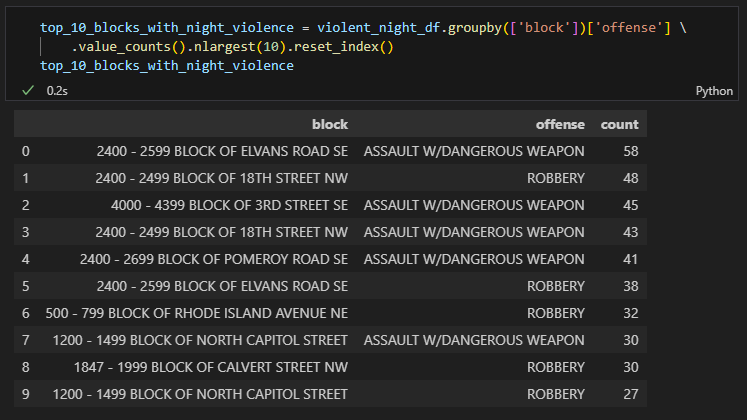 top_10_blocks_with_night_violence = violent_night_df.groupby(['block'])['offense'] \
.value_counts().nlargest(10).reset_index()
top_10_blocks_with_night_violence
0.2s Python
block offense count
0 2400 - 2599 BLOCK OF ELVANS ROAD SE ASSAULT W/DANGEROUS WEAPON 58
1 2400 - 2499 BLOCK OF 18TH STREET NW ROBBERY 48
2 4000 - 4399 BLOCK OF 3RD STREET SE ASSAULT W/DANGEROUS WEAPON 45
3 2400 - 2499 BLOCK OF 18TH STREET NW ASSAULT W/DANGEROUS WEAPON 43
4 2400 - 2699 BLOCK OF POMEROY ROAD SE ASSAULT W/DANGEROUS WEAPON 41
5 2400 - 2599 BLOCK OF ELVANS ROAD SE ROBBERY 38
6 500 - 799 BLOCK OF RHODE ISLAND AVENUE NE ROBBERY 32
7 1200 - 1499 BLOCK OF NORTH CAPITOL STREET ASSAULT W/DANGEROUS WEAPON 30
8 1847 - 1999 BLOCK OF CALVERT STREET NW ROBBERY 30
9 1200 - 1499 BLOCK OF NORTH CAPITOL STREET ROBBERY 27